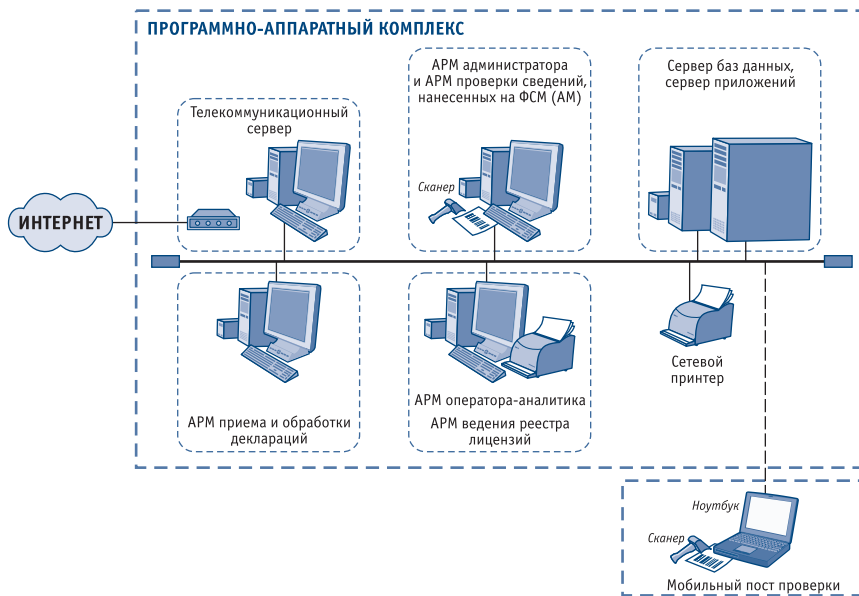 ПРОГРАММНО-АППАРАТНЫЙ КОМПЛЕКС
Телекоммуникационный
сервер
АРМ администратора
и АРМ проверки сведений,
нанесенных на ФСМ (АМ)
Сканер
Сервер баз данных,
сервер приложений
ИНТЕРНЕТ
АРМ приема и обработки
деклараций
АРМ оператора-аналитика
АРМ ведения реестра
лицензий
Сетевой
принтер
Ноутбук
Сканер
Мобильный пост проверки